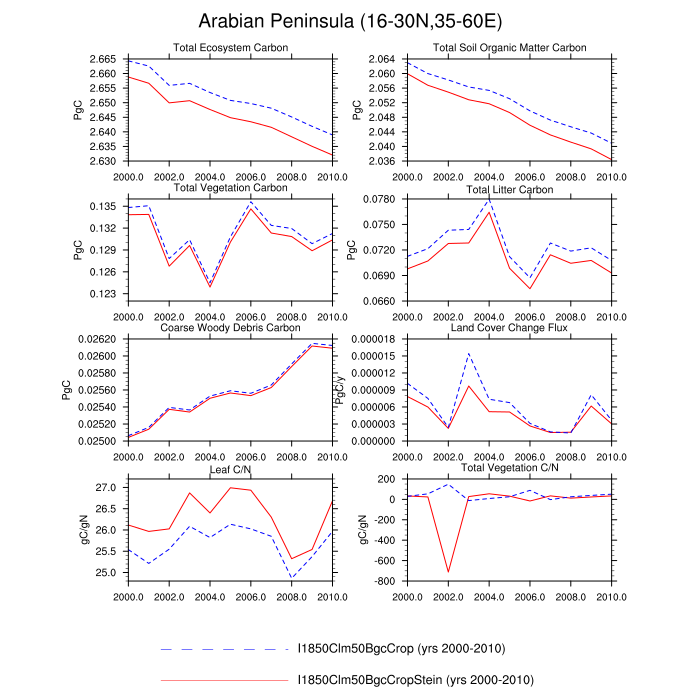 Arabian Peninsula (16-30N,35-60E)
Total Ecosystem Carbon
Total Soil Organic Matter Carbon
2.665
2.660
2.655
2.650
2.645
2.640
2.635
2.630
PgC
2000.0 2002.0 2004.0 2006.0 2008.0 2010.0
2.064
2.060
2.056
2.052
2.048
2.044
2.040
2.036
PgC
2000.0 2002.0 2004.0 2006.0 2008.0 2010.0
Total Vegetation Carbon
Total Litter Carbon
0.135
0.132
0.129
0.126
0.123
PgC
2000.0 2002.0 2004.0 2006.0 2008.0 2010.0
0.0780
0.0750
0.0720
0.0690
0.0660
PgC
2000.0 2002.0 2004.0 2006.0 2008.0 2010.0
Coarse Woody Debris Carbon
Land Cover Change Flux
0.02620
0.02600
0.02580
0.02560
0.02540
0.02500
PgC
2000.0 2002.0 2004.0 2006.0 2008.0 2010.0
0.000018
0.000015
0.000012
0.000009
0.000006
0.000003
0.000000
PgC/y
2000.0 2002.0 2004.0 2006.0 2008.0 2010.0
Leaf C/N
Total Vegetation C/N
27.0
26.5
26.0
25.5
25.0
gC/gN
2000.0 2002.0 2004.0 2006.0 2008.0 2010.0
200
0
-200
-400
-600
-800
gC/gN
2000.0 2002.0 2004.0 2006.0 2008.0 2010.0
I1850Clm50BgcCrop (yrs 2000-2010)
I1850Clm50BgcCropStein (yrs 2000-2010)